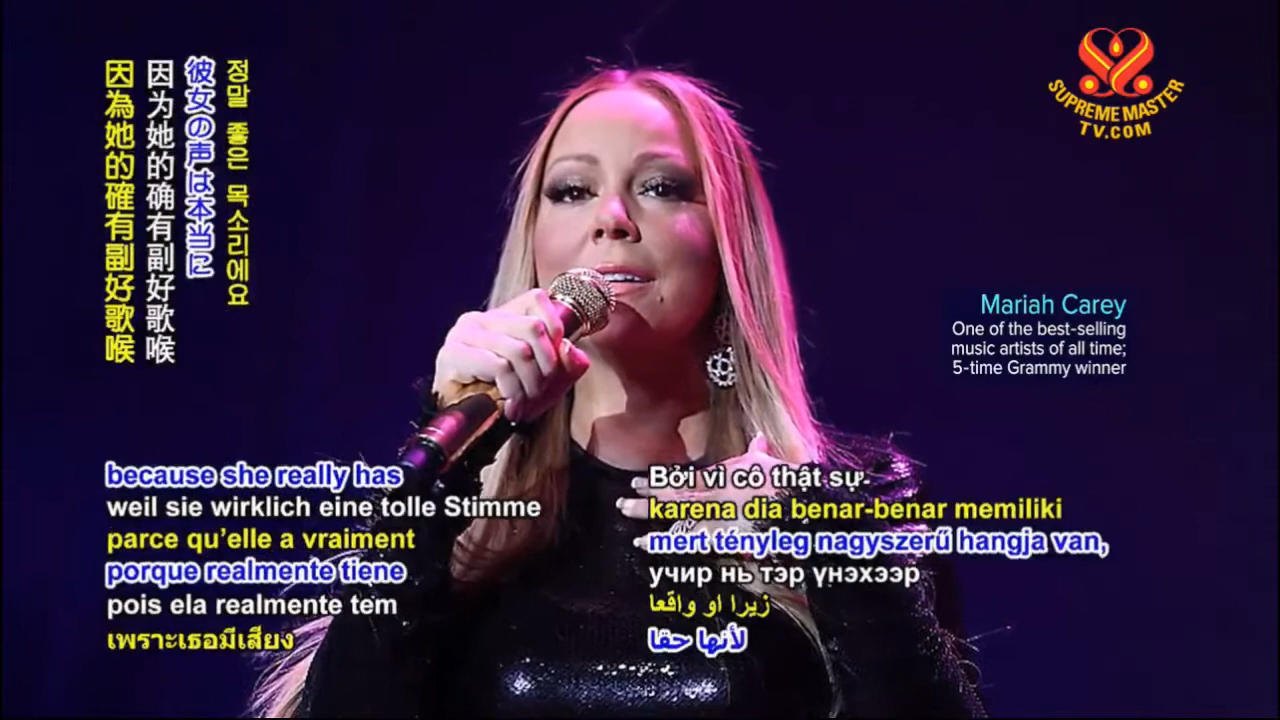 因為她的確有副好歌喉
因为她的确有副好歌喉
彼女の声は本当に
정말 좋은 목소리에요
SUPREME MASTER
TV.COM
Mariah Carey
One of the best-selling
music artists of all time;
5-time Grammy winner
because she really has
weil sie wirklich eine tolle Stimme
parce qu’elle a vraiment
porque realmente tiene
pois ela realmente tem
เพราะเธอมีเสียง
Bởi vì cô thật sự
karena dia benar-benar memiliki
mert tényleg nagyszerű hangja van,
учир нь тэр үнэхээр
زیرا او واقعا
لأنها حقا